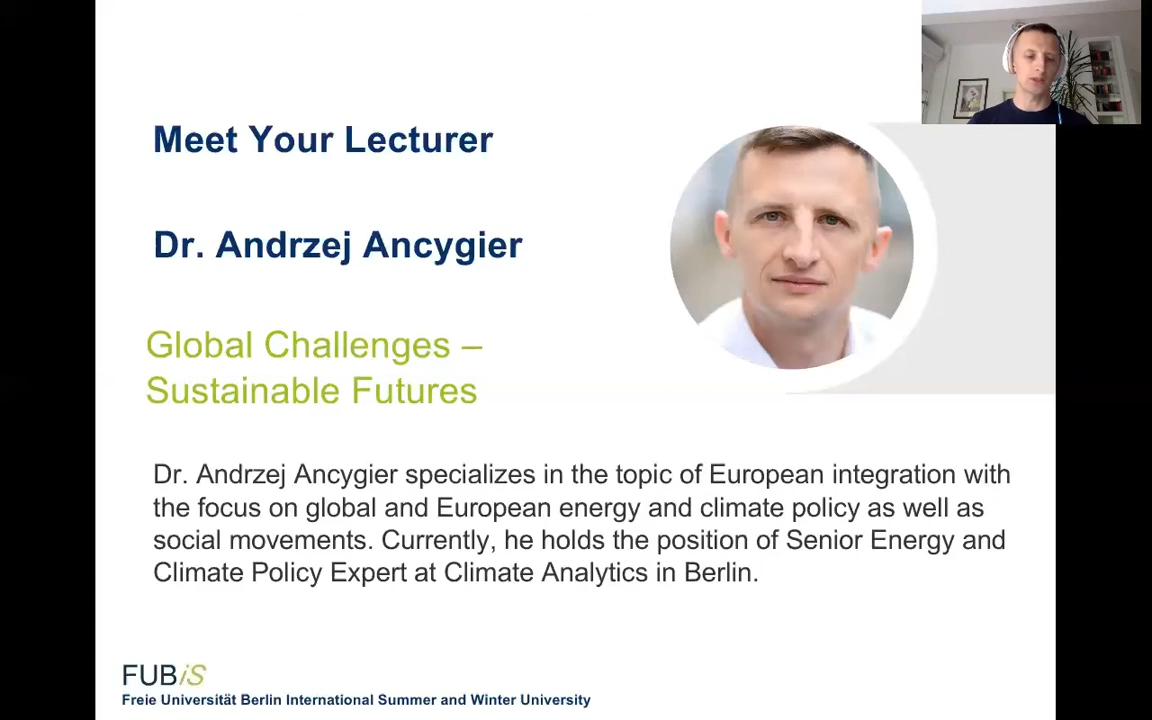 Meet Your Lecturer
Dr. Andrzej Ancygier
Global Challenges –
Sustainable Futures
Dr. Andrzej Ancygier specializes in the topic of European integration with
the focus on global and European energy and climate policy as well as
social movements. Currently, he holds the position of Senior Energy and
Climate Policy Expert at Climate Analytics in Berlin.
FUBiS
Freie Universität Berlin International Summer and Winter University